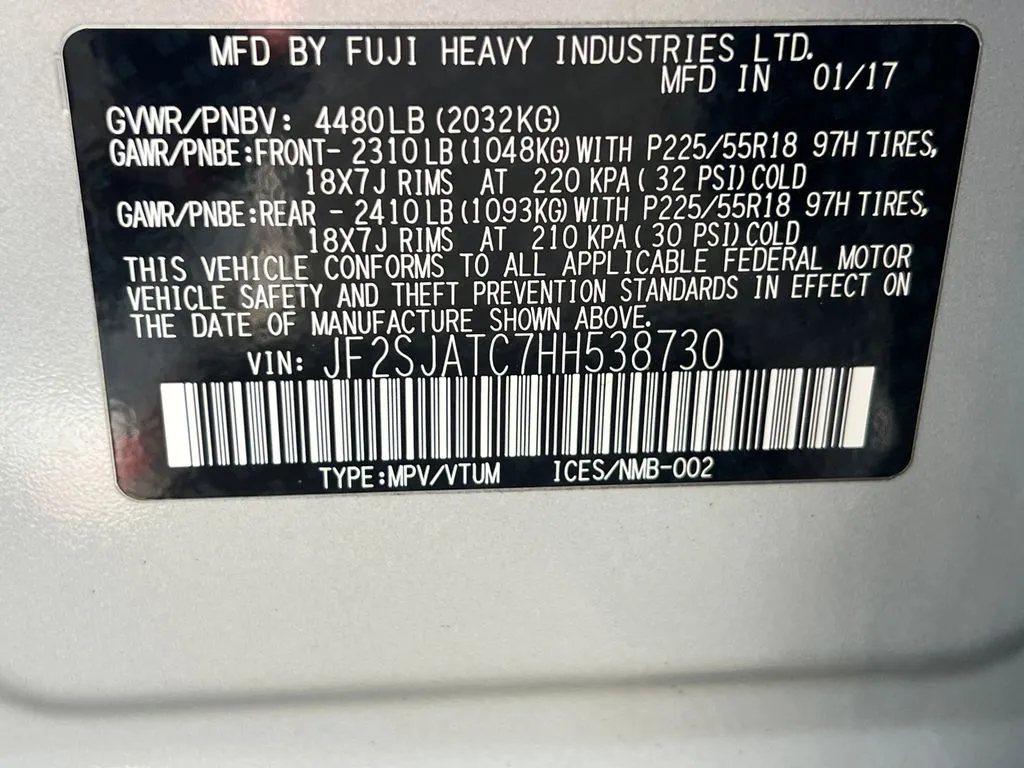 MFD BY FUJI HEAVY INDUSTRIES LTD.
MFD IN 01/17
GVWR/PNBV: 4480LB (2032KG)
GAWR/PNBE:FRONT- 2310LB (1048KG) WITH P225/55R18 97H TIRES,
18X7J RIMS AT 220 KPA ( 32 PSI) COLD
GAWR/PNBE:REAR - 2410LB (1093KG) WITH P225/55R18 97H TIRES,
18X7J RIMS AT 210 KPA ( 30 PSI) COLD
THIS VEHICLE CONFORMS TO ALL APPLICABLE FEDERAL MOTOR
VEHICLE SAFETY AND THEFT PREVENTION STANDARDS IN EFFECT ON
THE DATE OF MANUFACTURE SHOWN ABOVE.
VIN: JF2SJATC7HH538730
TYPE:MPV/VTUM ICES/NMB-002